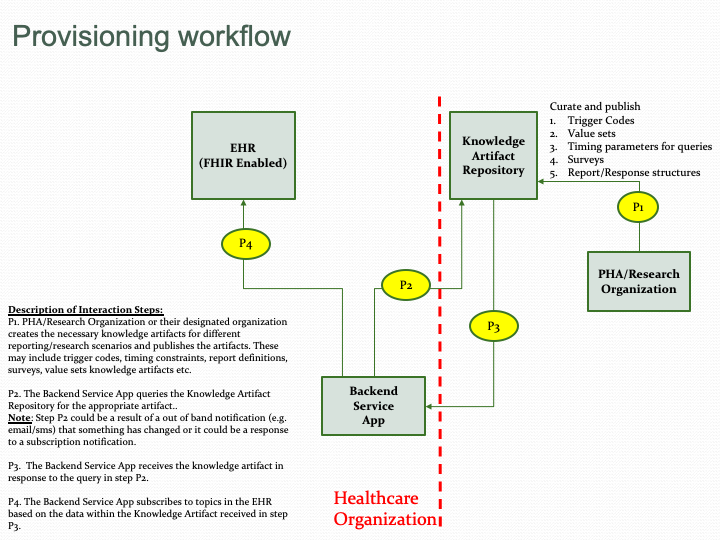 Provisioning workflow
Curate and publish
1. Trigger Codes
2. Value sets
3. Timing parameters for queries
4. Surveys
5. Report/Response structures
EHR
(FHIR Enabled)
Knowledge
Artifact
Repository
P1
P4
PHA/Research
Organization
P2
P3
Description of Interaction Steps:
P1. PHA/Research Organization or their designated organization
creates the necessary knowledge artifacts for different
reporting/research scenarios and publishes the artifacts. These
may include trigger codes, timing constraints, report definitions,
surveys, value sets knowledge artifacts etc.
P2. The Backend Service App queries the Knowledge Artifact
Repository for the appropriate artifact..
Note: Step P2 could be a result of a out of band notification (e.g.
email/sms) that something has changed or it could be a response
to a subscription notification.
P3. The Backend Service App receives the knowledge artifact in
response to the query in step P2.
P4. The Backend Service App subscribes to topics in the EHR
based on the data within the Knowledge Artifact received in step
P3.
Backend
Service
App
Healthcare
Organization